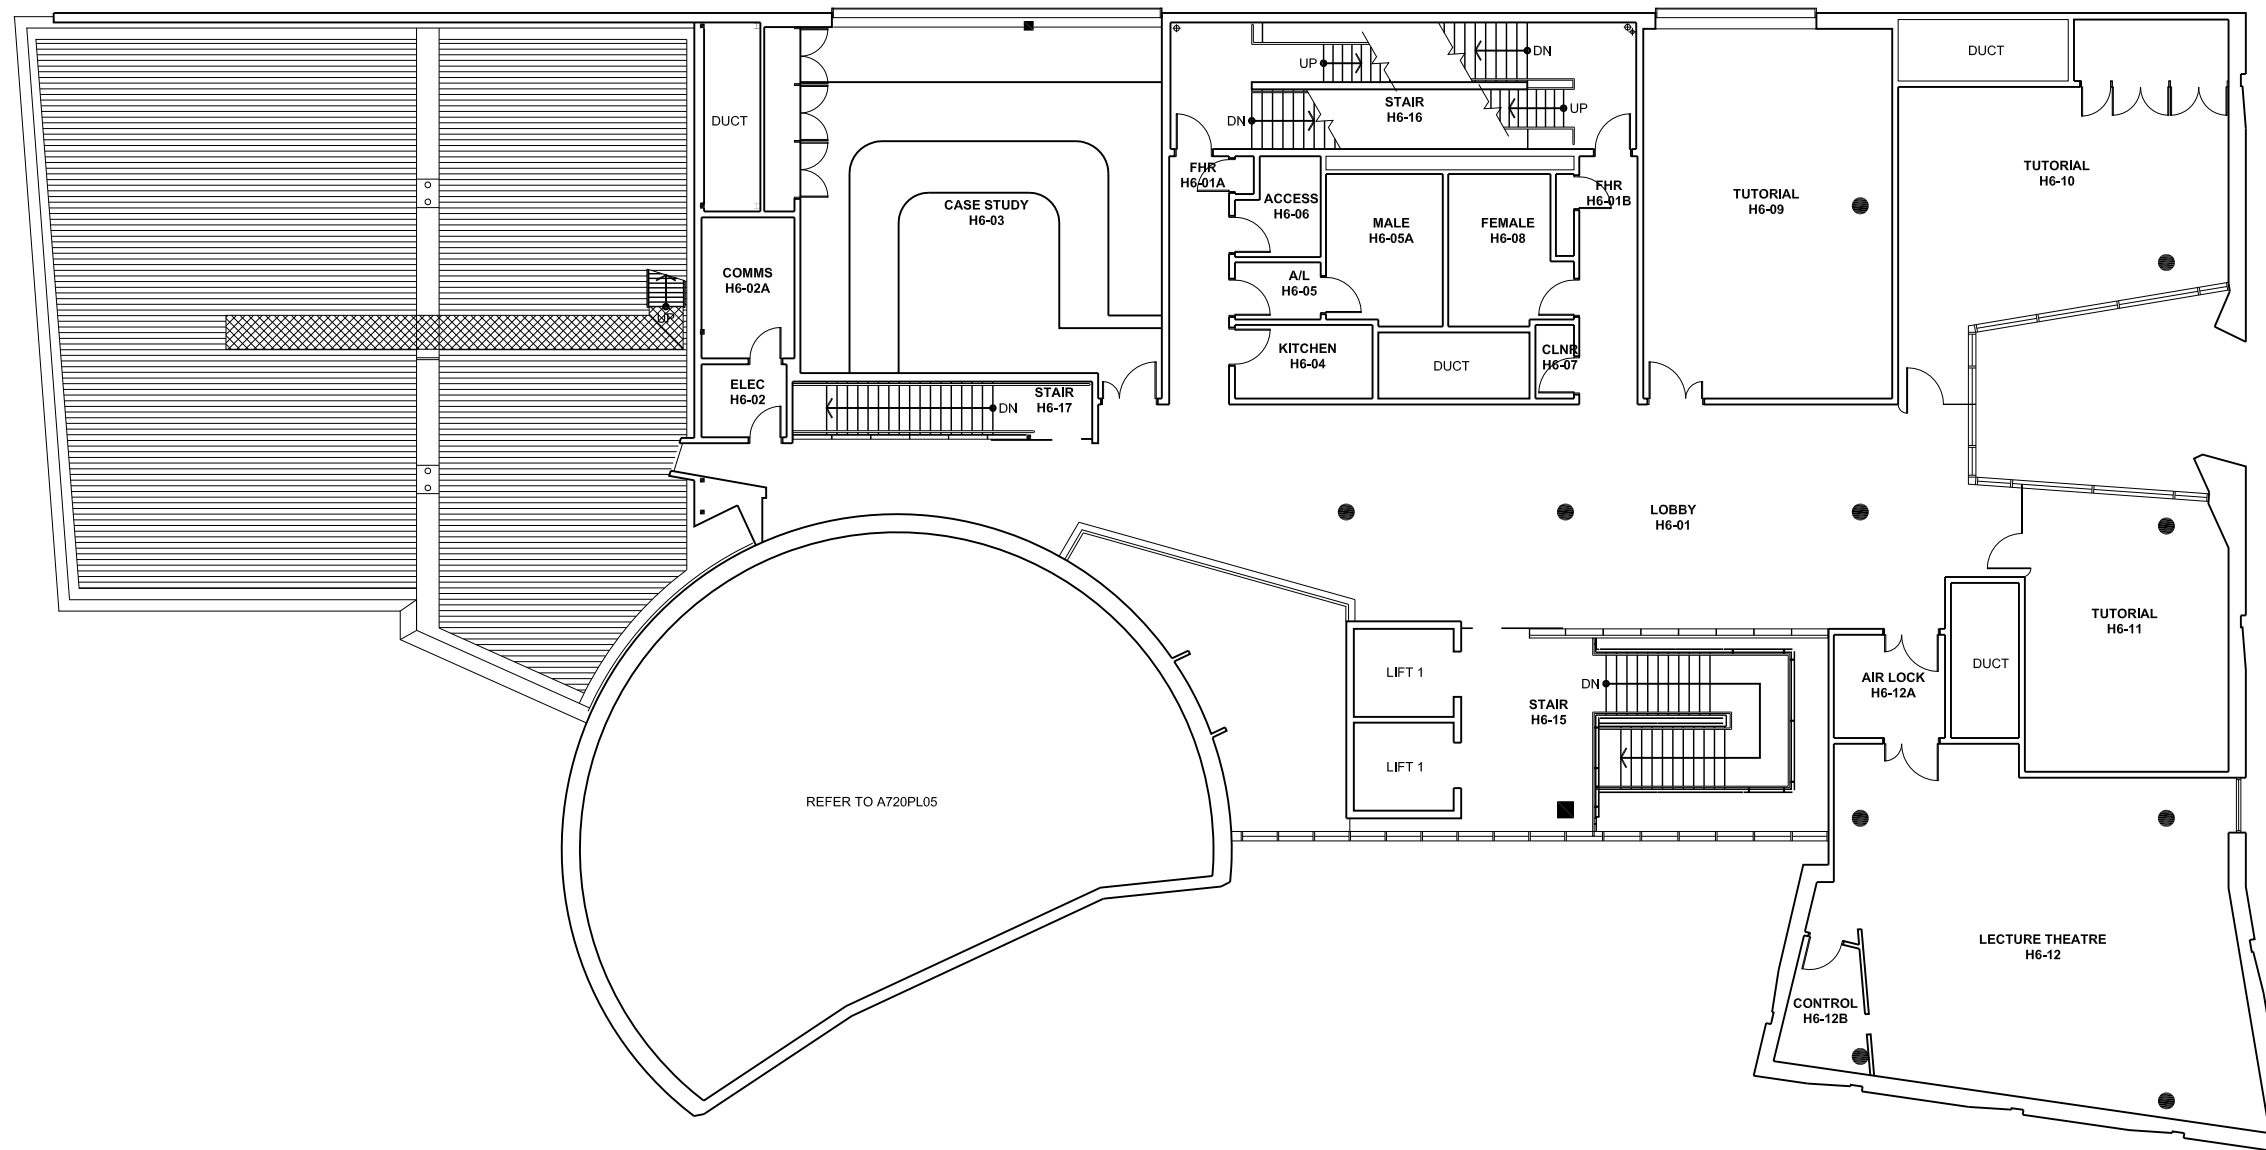 DUCT
DN
UP
STAIR
H6-16
UP
DN
DUCT
FHR
H6-01A
ACCESS
H6-06
FHR
H6-01B
TUTORIAL
H6-09
TUTORIAL
H6-10
CASE STUDY
H6-03
MALE
H6-05A
FEMALE
H6-08
COMMS
H6-02A
A/L
H6-05
UP
KITCHEN
H6-04
DUCT
CLNR
H6-07
ELEC
H6-02
STAIR
H6-17
DN
LOBBY
H6-01
TUTORIAL
H6-11
LIFT 1
DN
STAIR
H6-15
AIR LOCK
H6-12A
DUCT
LIFT 1
REFER TO A720PL05
LECTURE THEATRE
H6-12
CONTROL
H6-12B